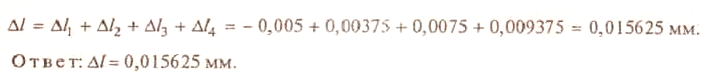 Δl = Δl₁ + Δl₂ + Δl₃ + Δl₄ = – 0,005 + 0,00375 + 0,0075 + 0,009375 = 0,015625 мм.
Ответ: Δl = 0,015625 мм.